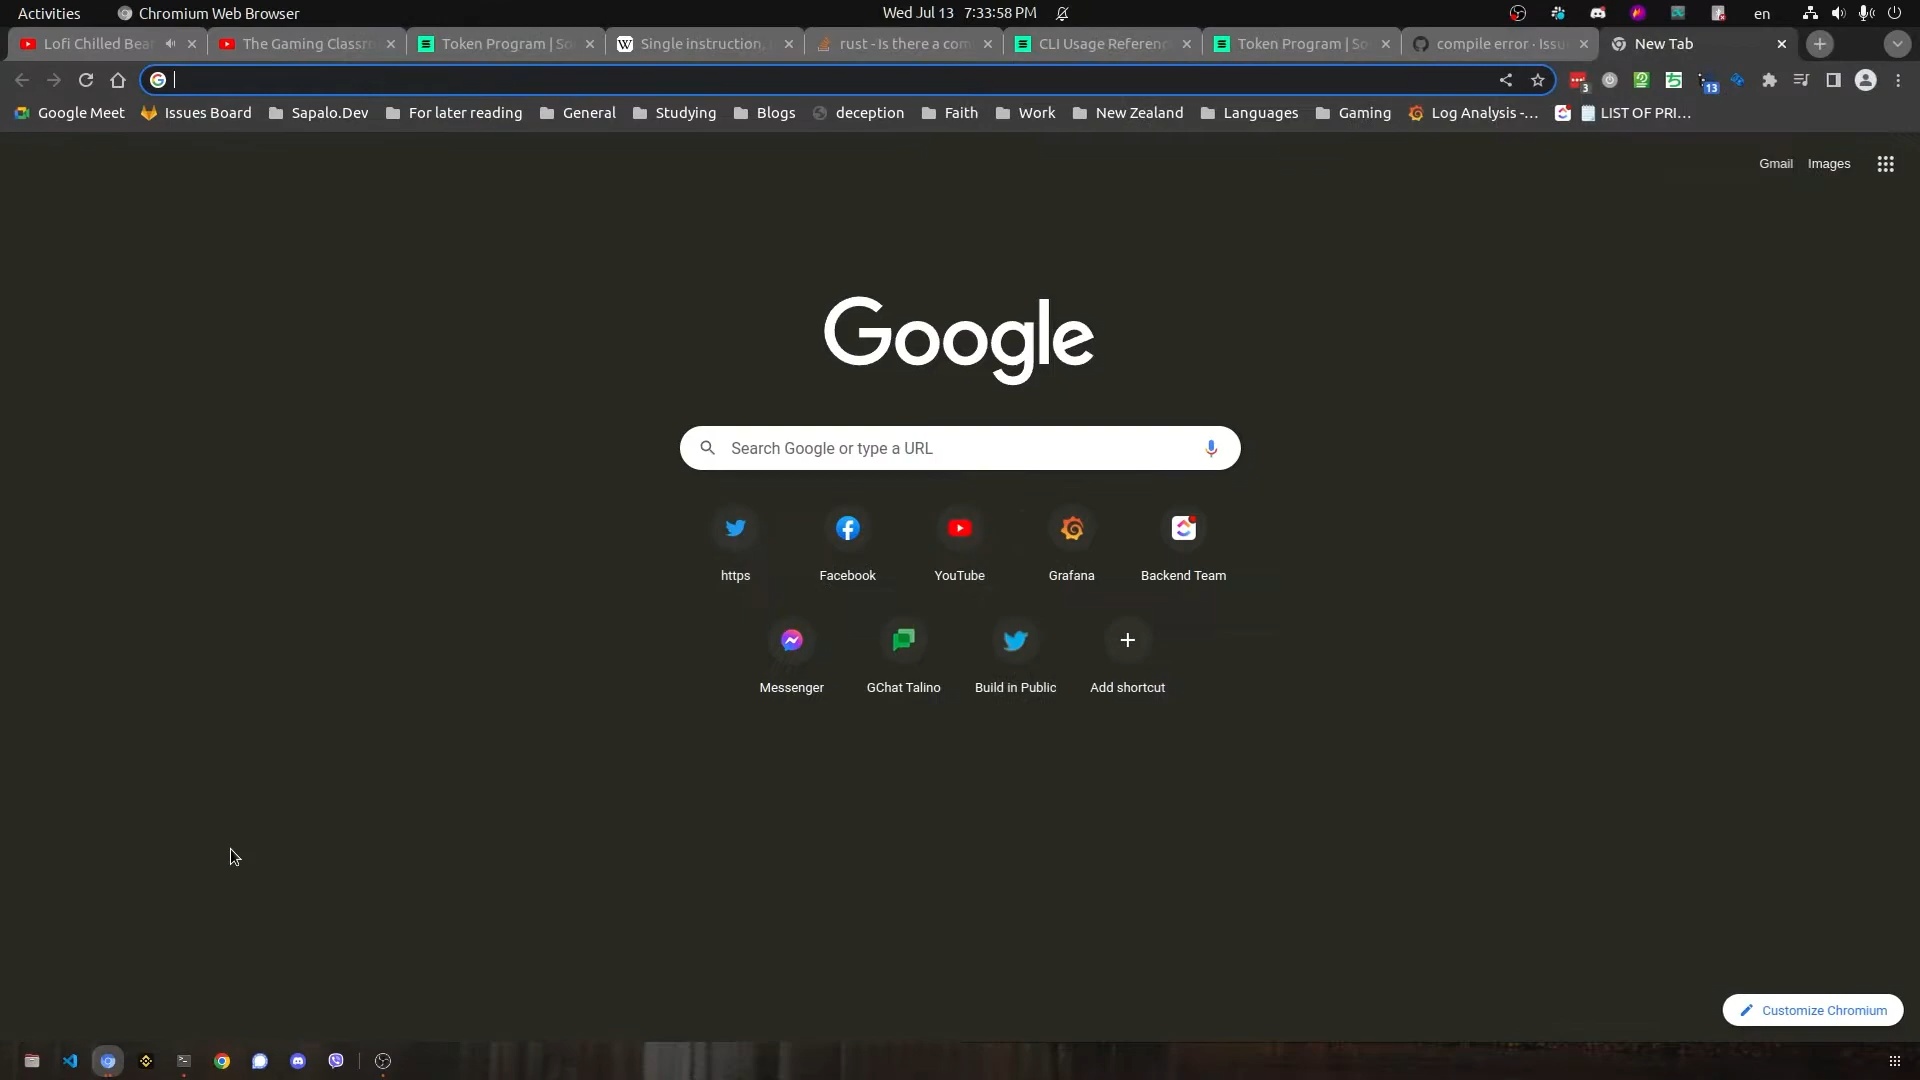 Activities
Chromium Web Browser
Wed Jul 13 7:33:58 PM
en
Lofi Chilled Bea
The Gaming Classr
Token Program | So
Single instruction,
rust - Is there a com
CLI Usage Referen
Token Program | So
compile error · Issu
New Tab
3
13
Google Meet
Issues Board
Sapalo.Dev
For later reading
General
Studying
Blogs
deception
Faith
Work
New Zealand
Languages
Gaming
Log Analysis -...
LIST OF PRI...
Gmail
Images
Google
Search Google or type a URL
https
Facebook
YouTube
Grafana
Backend Team
Messenger
GChat Talino
Build in Public
Add shortcut
Customize Chromium